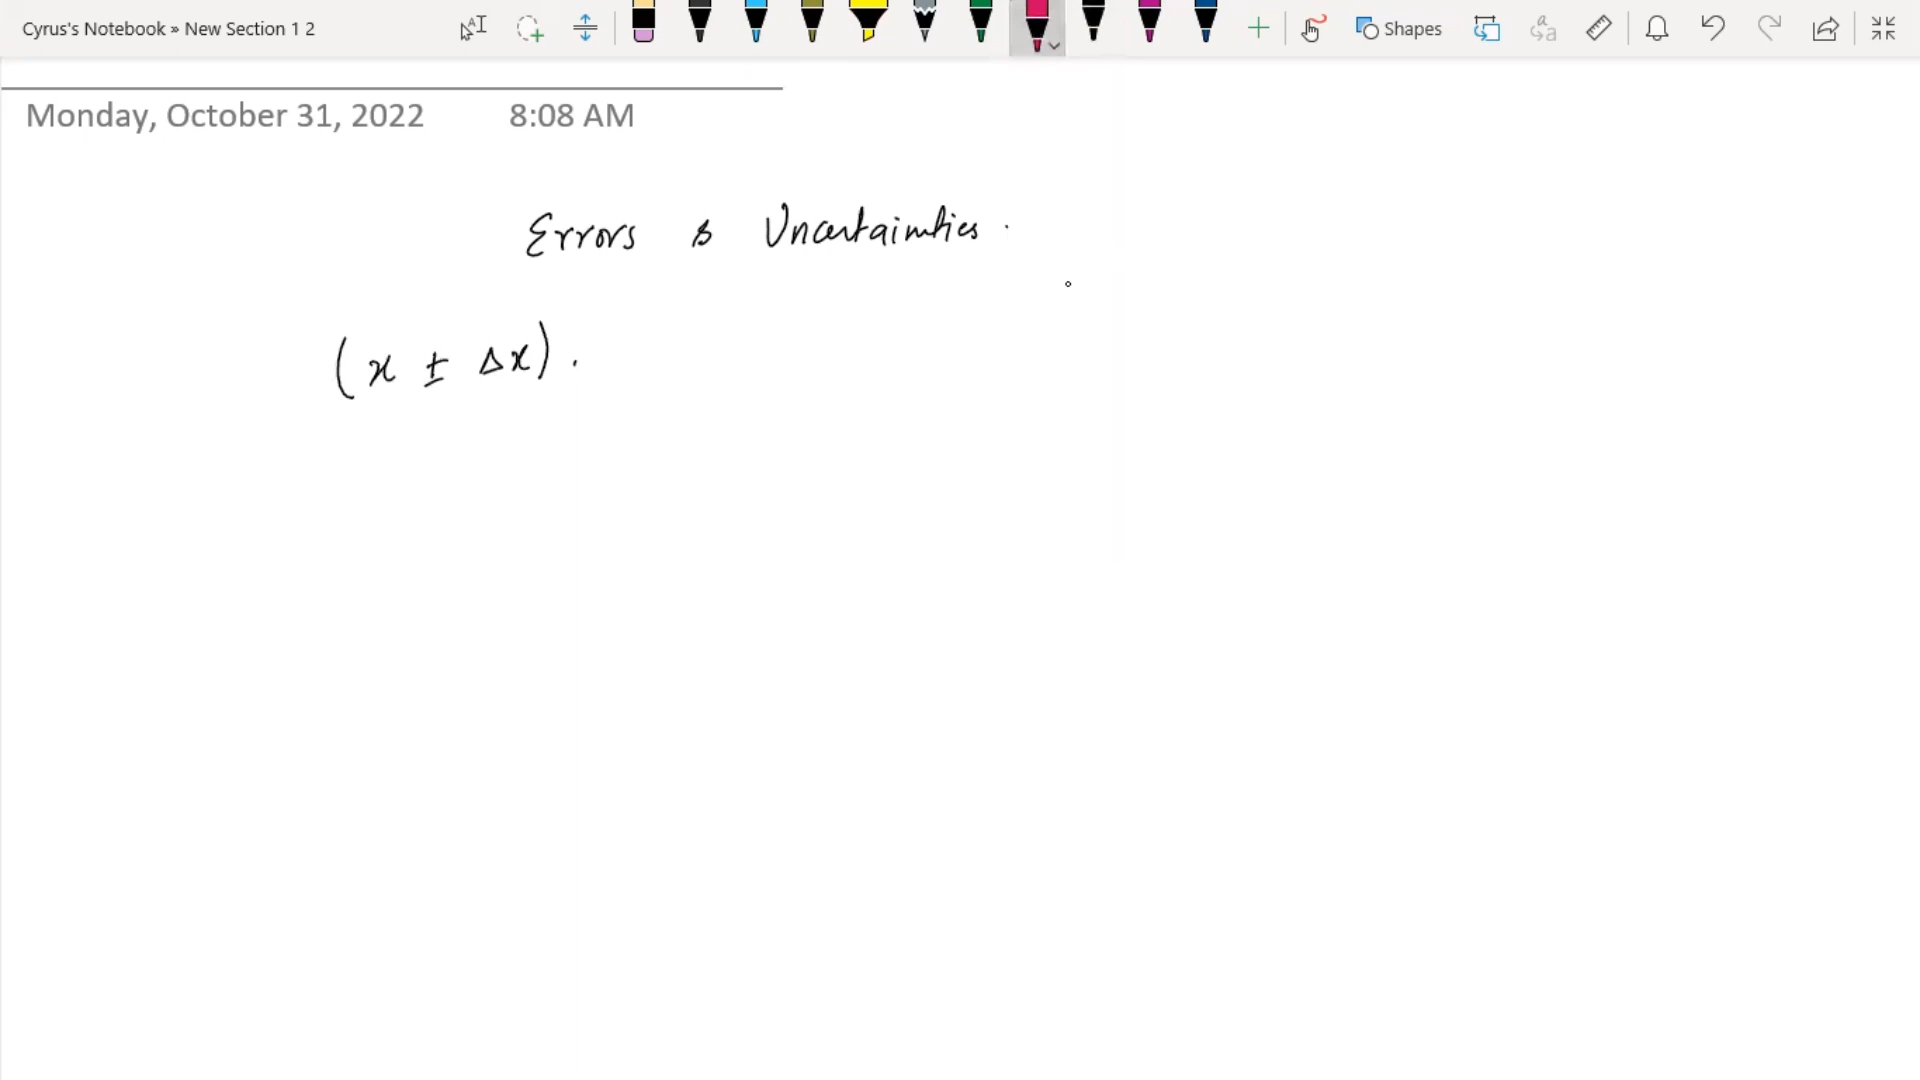 Cyrus's Notebook » New Section 1 2
Shapes
Monday, October 31, 2022 8:08 AM
Errors & Uncertainties.
(x ± Δx).